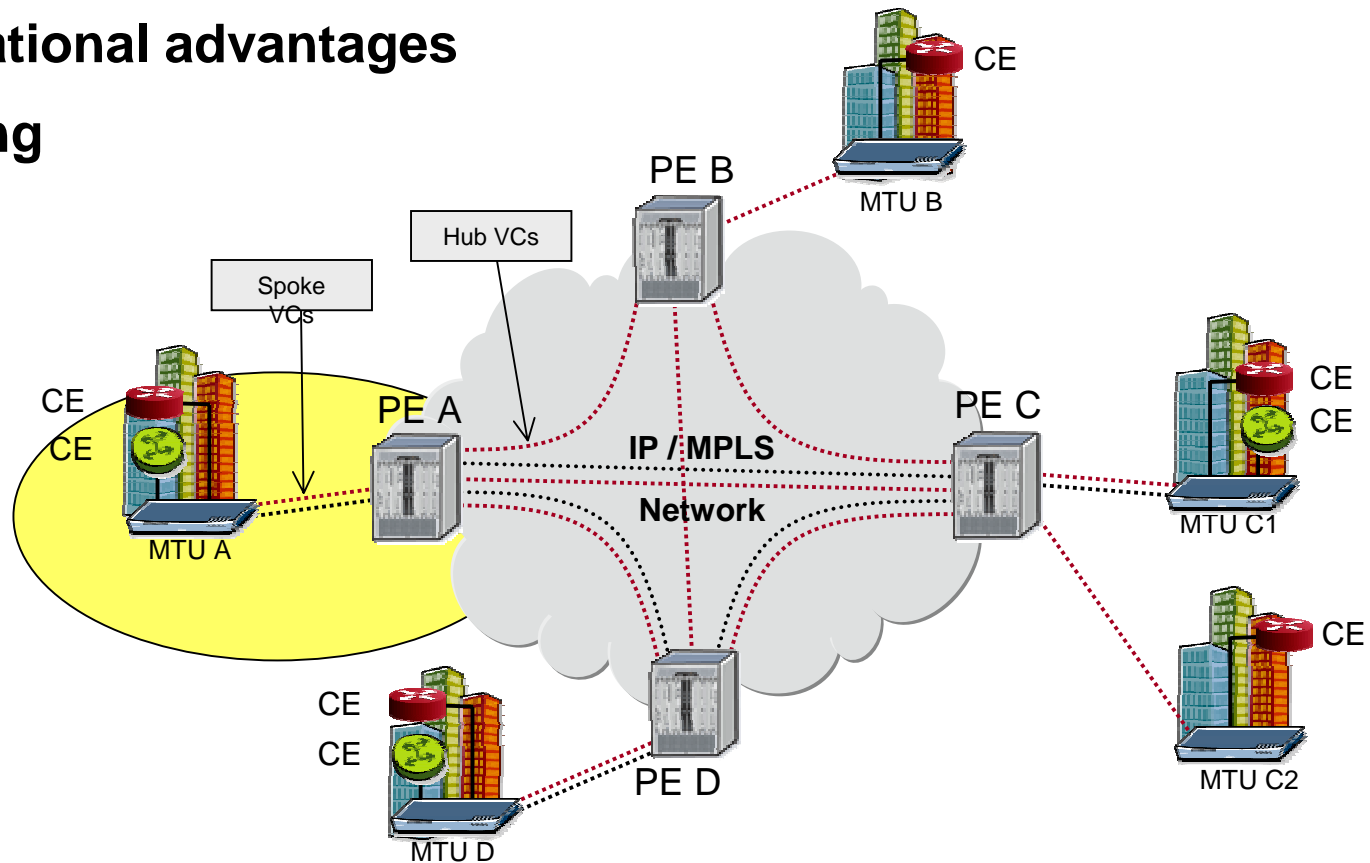 ational advantages
ng
CE
MTU B
PE B
Hub VCs
Spoke
VCs
CE
CE
MTU A
PE A
IP / MPLS
Network
PE C
CE
CE
MTU C1
CE
MTU C2
CE
CE
MTU D
PE D